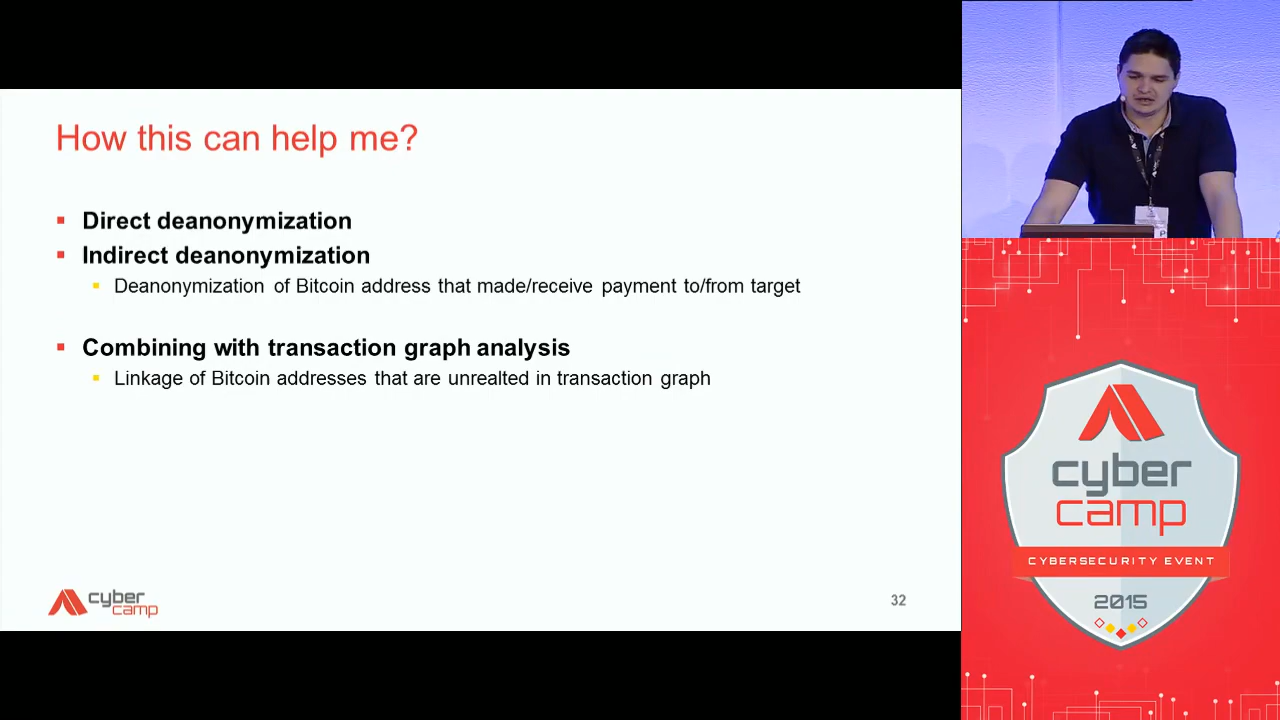 How this can help me?
Direct deanonymization
Indirect deanonymization
Deanonymization of Bitcoin address that made/receive payment to/from target
Combining with transaction graph analysis
Linkage of Bitcoin addresses that are unrealted in transaction graph
cyber
camp
32
cyber
camp
CYBERSECURITY EVENT
2015